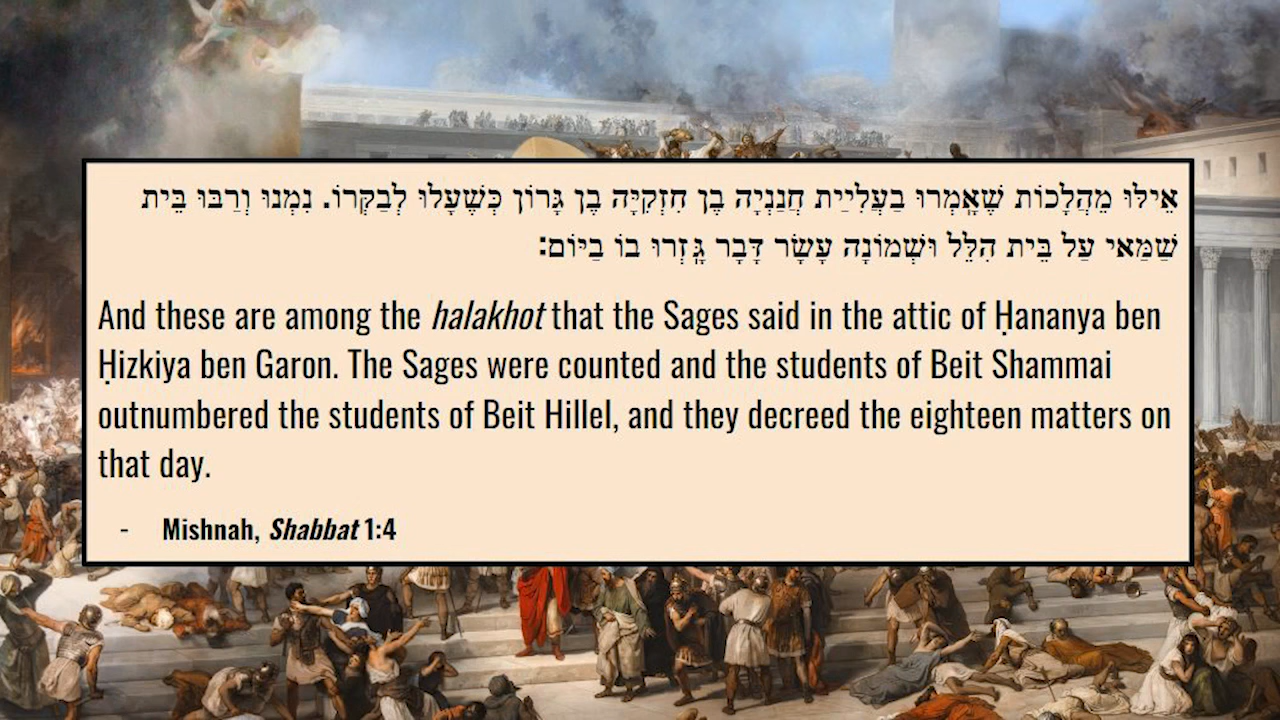 אֵילּוּ מֵהֲלָכוֹת שֶׁאָמְרוּ בַעֲלִיַּית חֲנַנְיָה בֶן חִזְקִיָּה בֶן גָּרוֹן כְּשֶׁעָלוּ לְבַקְּרוֹ. נִמְנוּ וְרַבּוּ בֵּית
שַׁמַּאי עַל בֵּית הִלֵּל וּשְׁמוֹנָה עָשָׂר דָּבָר גָּזְרוּ בוֹ בַיּוֹם:
And these are among the halakhot that the Sages said in the attic of Ḥananya ben
Ḥizkiya ben Garon. The Sages were counted and the students of Beit Shammai
outnumbered the students of Beit Hillel, and they decreed the eighteen matters on
that day.
- Mishnah, Shabbat 1:4